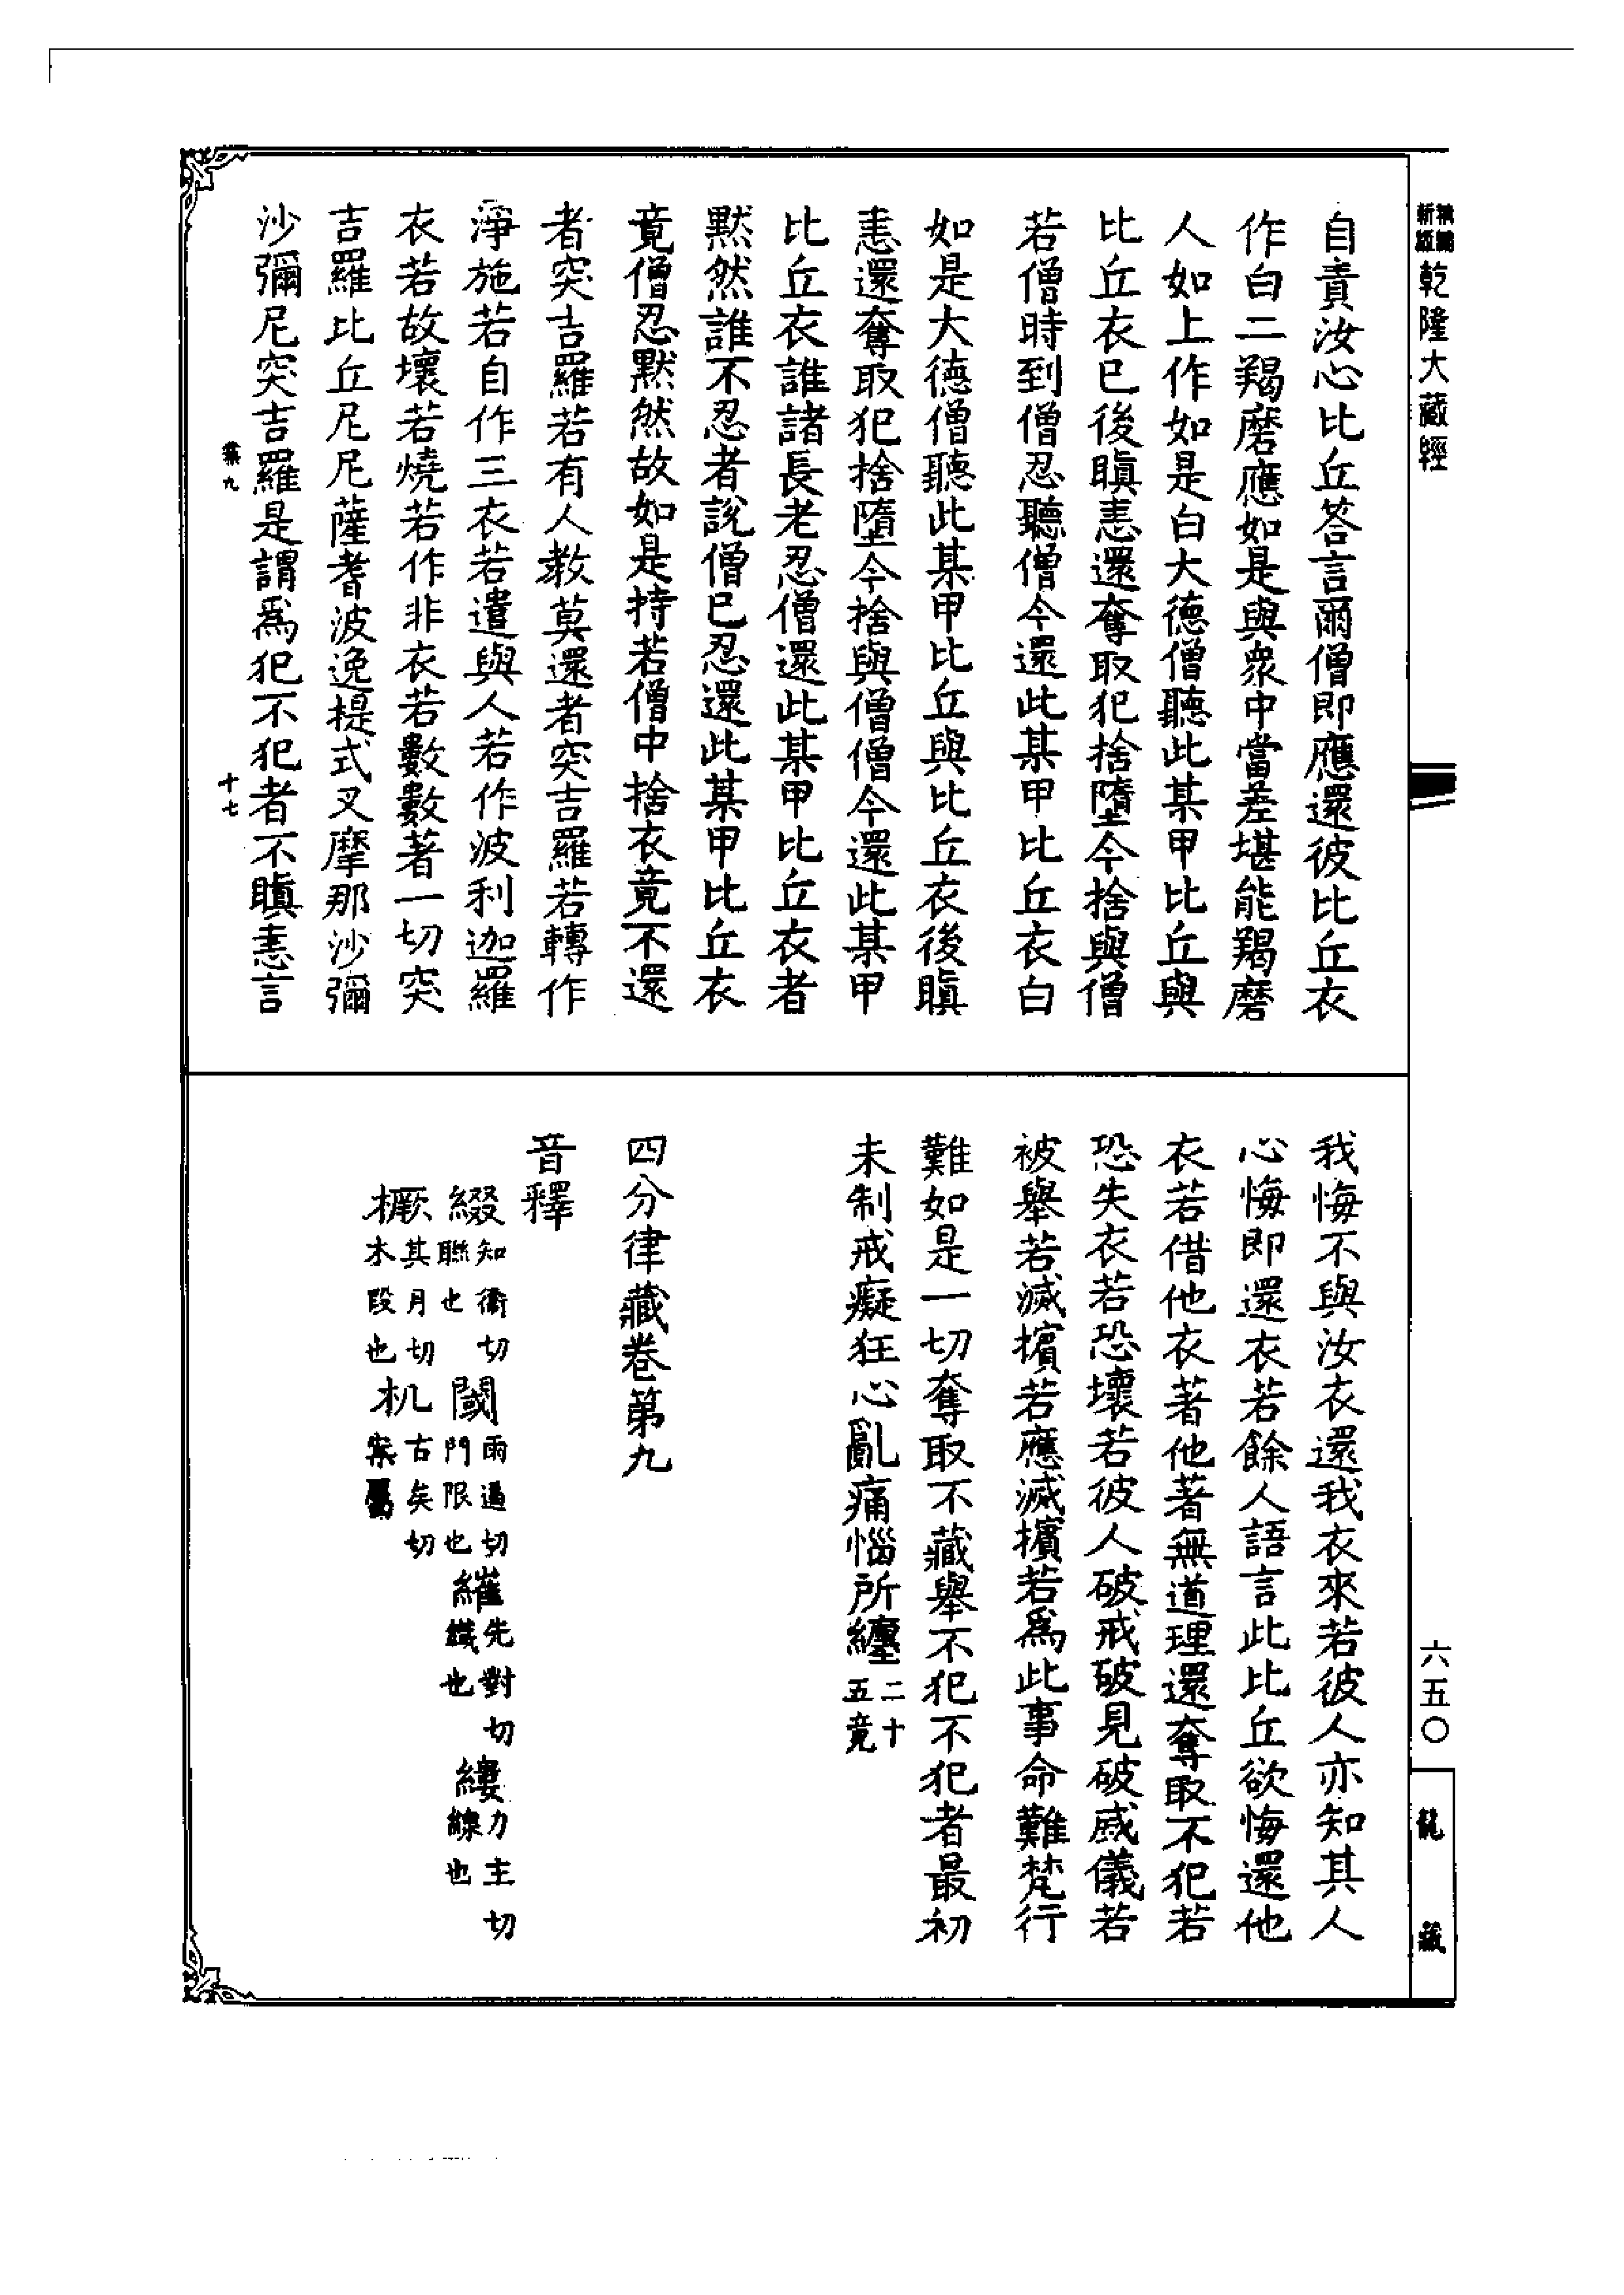 乾隆大藏經
自責汝心比丘荅言爾僧即應還彼比丘衣
作白二羯磨應如是與衆中當差堪能羯磨
人如上作如是白大德僧聽此某甲比丘與
比丘衣已後瞋恚還奪取犯捨墮今捨與僧
若僧時到僧忍聽僧今還此某甲比丘衣白
如是大德僧聽此某甲比丘與比丘衣後瞋
恚還奪取犯捨墮今捨與僧僧今還此某甲
比丘衣誰諸長老忍僧還此某甲比丘衣者
默然誰不忍者說僧已忍還此某甲比丘衣
竟僧忍默然故如是持若僧中捨衣竟不還
者突吉羅若有人教莫還者突吉羅若轉作
淨施若自作三衣若遣與人若作波利迦羅
衣若故壞若燒若作非衣若數數著一切突
吉羅比丘尼尼薩耆波逸提式叉摩那沙彌
沙彌尼突吉羅是謂爲犯不犯者不瞋恚言
業九
十七
我悔不與汝衣還我衣來若彼人亦知其人
心悔即還衣若餘人語言此比丘欲悔還他
衣若借他衣著他著無道理還奪取不犯若
恐失衣若恐壞若彼人破戒破見破威儀若
被舉若滅擯若應滅擯若爲此事命難梵行
難如是一切奪取不藏舉不犯不犯者最初
未制戒癡狂心亂痛惱所纏二十五竟
四分律藏卷第九
音釋
綴知衞切聯也 閾雨逼切門限也 繀先對切織也 縷力主切線也
橛其月切木段也 机古矣切案屬
六五〇
龍藏